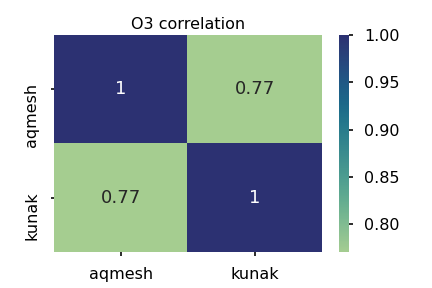 O3 correlation
aqmesh
1
0.77
kunak
0.77
1
aqmesh
kunak
1.00
0.95
0.90
0.85
0.80